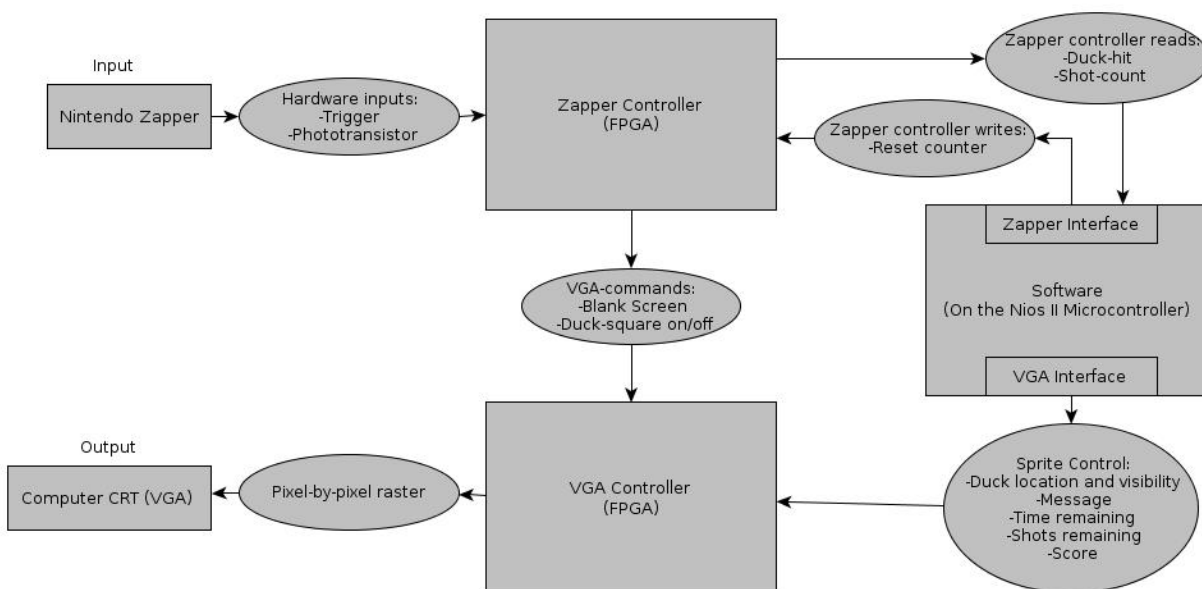 Input
Nintendo Zapper
Hardware inputs:
-Trigger
-Phototransistor
Zapper Controller
(FPGA)
Zapper controller reads:
-Duck-hit
-Shot-count
Zapper controller writes:
-Reset counter
Zapper Interface
Software
(On the Nios II Microcontroller)
VGA Interface
VGA-commands:
-Blank Screen
-Duck-square on/off
Output
Computer CRT (VGA)
Pixel-by-pixel raster
VGA Controller
(FPGA)
Sprite Control:
-Duck location and visibility
-Message
-Time remaining
-Shots remaining
-Score